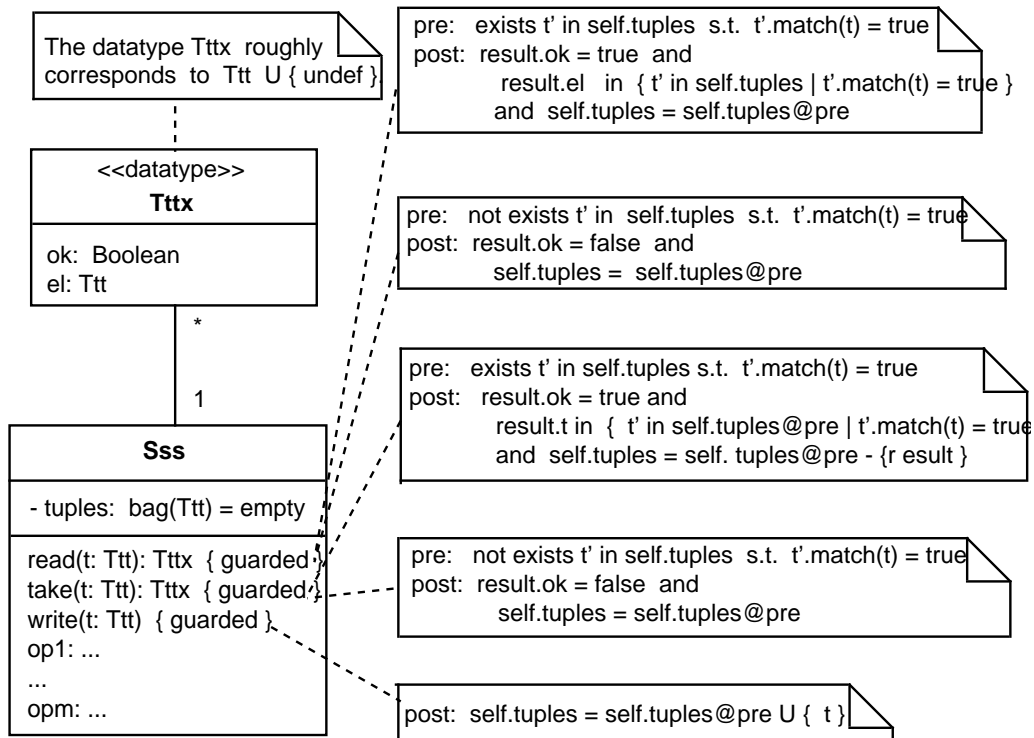 The datatype Tttx roughly
corresponds to Ttt U { undef }.
<<datatype>>
Tttx
ok: Boolean
el: Ttt
*
1
Sss
- tuples: bag(Ttt) = empty
read(t: Ttt): Tttx { guarded }
take(t: Ttt): Tttx { guarded }
write(t: Ttt) { guarded }
op1: ...
...
opm: ...
pre: exists t’ in self.tuples s.t. t’.match(t) = true
post: result.ok = true and
result.el in { t’ in self.tuples | t’.match(t) = true }
and self.tuples = self.tuples@pre
pre: not exists t’ in self.tuples s.t. t’.match(t) = true
post: result.ok = false and
self.tuples = self.tuples@pre
pre: exists t’ in self.tuples s.t. t’.match(t) = true
post: result.ok = true and
result.t in { t’ in self.tuples@pre | t’.match(t) = true
and self.tuples = self. tuples@pre - {r esult }
pre: not exists t’ in self.tuples s.t. t’.match(t) = true
post: result.ok = false and
self.tuples = self.tuples@pre
post: self.tuples = self.tuples@pre U { t }